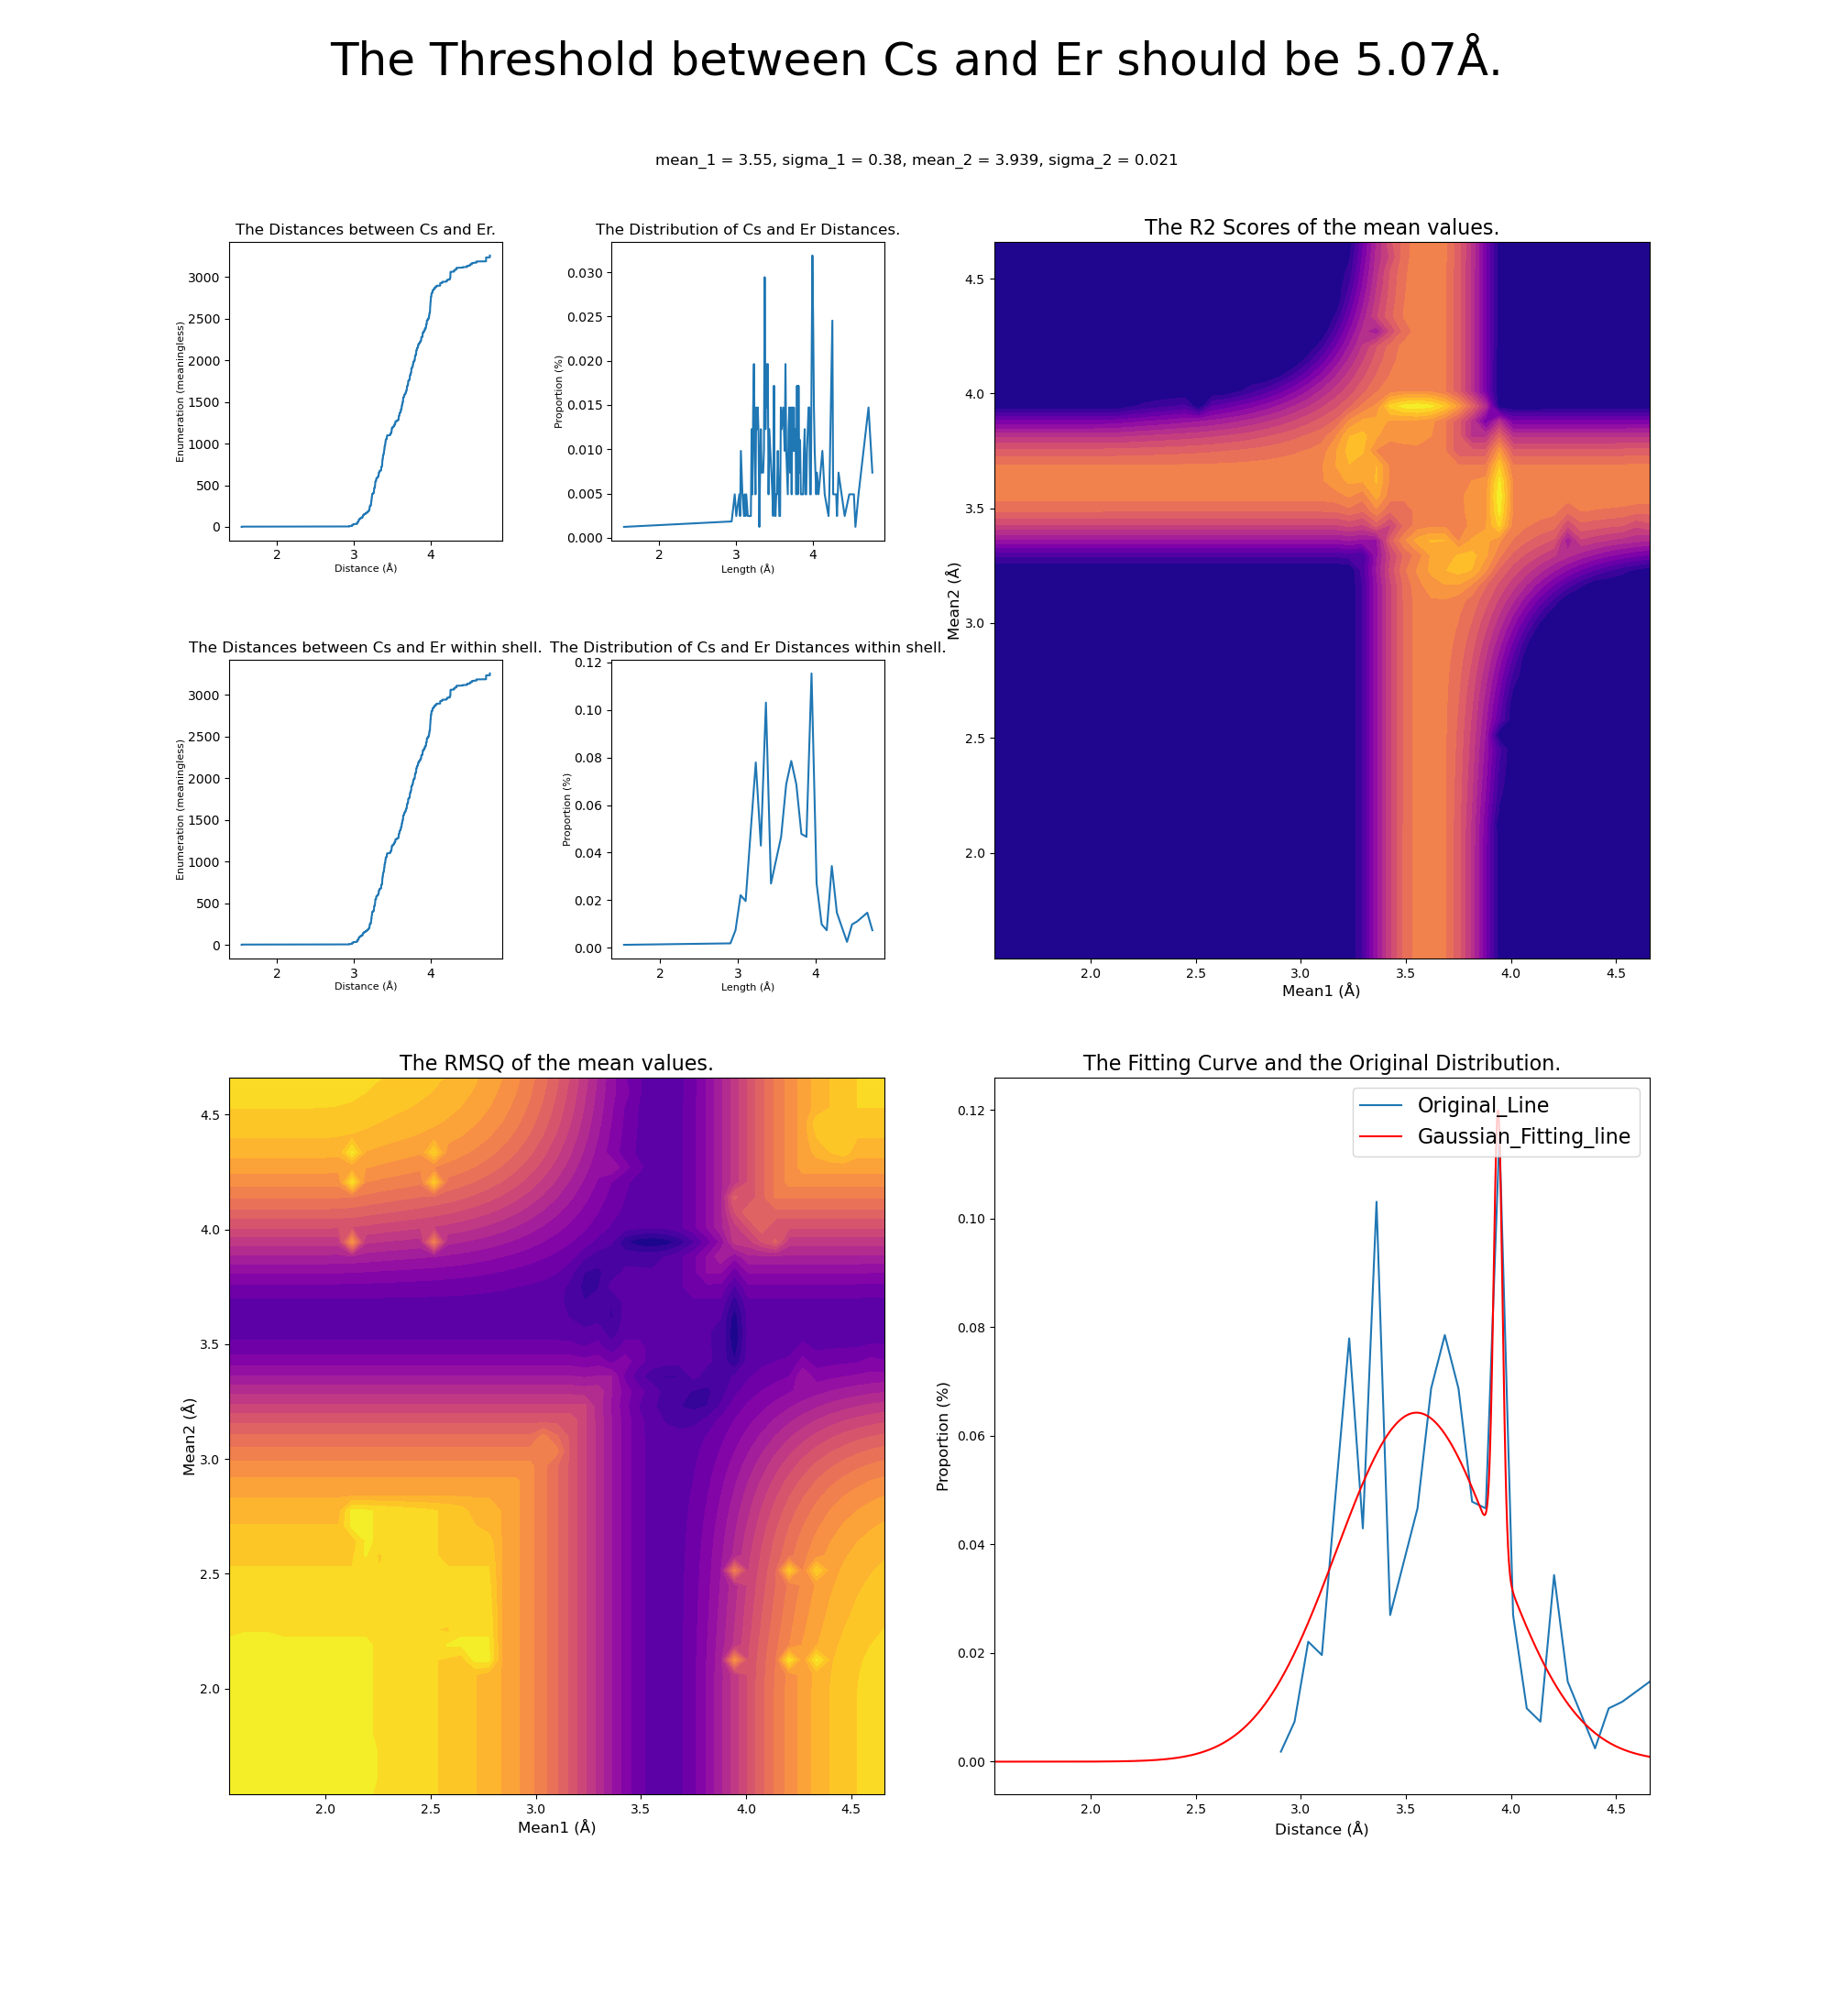 The Threshold between Cs and Er should be 5.07Å.
mean_1 = 3.55, sigma_1 = 0.38, mean_2 = 3.939, sigma_2 = 0.021
The Distances between Cs and Er.
Enumeration (meaningless)
3000
2500
2000
1500
1000
500
0
2 3 4
Distance (Å)
The Distribution of Cs and Er Distances.
Proportion (%)
0.030
0.025
0.020
0.015
0.010
0.005
0.000
2 3 4
Length (Å)
The R2 Scores of the mean values.
Mean2 (Å)
4.5
4.0
3.5
3.0
2.5
2.0
2.0 2.5 3.0 3.5 4.0 4.5
Mean1 (Å)
The Distances between Cs and Er within shell.
Enumeration (meaningless)
3000
2500
2000
1500
1000
500
0
2 3 4
Distance (Å)
The Distribution of Cs and Er Distances within shell.
Proportion (%)
0.12
0.10
0.08
0.06
0.04
0.02
0.00
2 3 4
Length (Å)
The RMSQ of the mean values.
Mean2 (Å)
4.5
4.0
3.5
3.0
2.5
2.0
2.0 2.5 3.0 3.5 4.0 4.5
Mean1 (Å)
The Fitting Curve and the Original Distribution.
Original_Line
Gaussian_Fitting_line
Proportion (%)
0.12
0.10
0.08
0.06
0.04
0.02
0.00
2.0 2.5 3.0 3.5 4.0 4.5
Distance (Å)